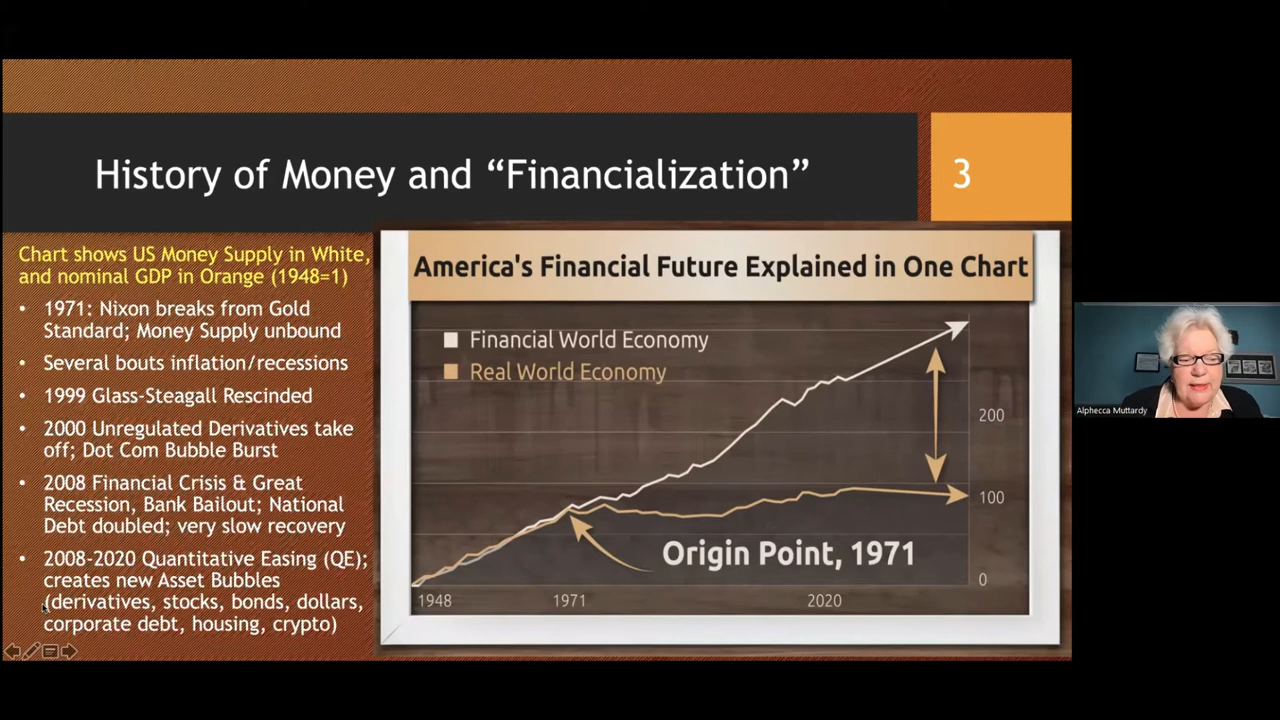 History of Money and “Financialization”
3
Chart shows US Money Supply in White,
and nominal GDP in Orange (1948=1)
• 1971: Nixon breaks from Gold
Standard; Money Supply unbound
• Several bouts inflation/recessions
• 1999 Glass-Steagall Rescinded
• 2000 Unregulated Derivatives take
off; Dot Com Bubble Burst
• 2008 Financial Crisis & Great
Recession, Bank Bailout; National
Debt doubled; very slow recovery
• 2008-2020 Quantitative Easing (QE);
creates new Asset Bubbles
(derivatives, stocks, bonds, dollars,
corporate debt, housing, crypto)
America's Financial Future Explained in One Chart
Financial World Economy
Real World Economy
200
100
Origin Point, 1971
0
1948 1971 2020
Alphecca Muttardy